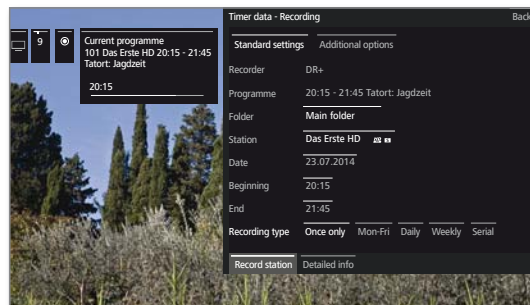 Timer data - Recording
Back
9
Current programme
101 Das Erste HD 20:15 - 21:45
Tatort: Jagdzeit
20:15
Standard settings Additional options
Recorder DR+
Programme 20:15 - 21:45 Tatort: Jagdzeit
Folder Main folder
Station Das Erste HD
Date 23.07.2014
Beginning 20:15
End 21:45
Recording type Once only Mon-Fri Daily Weekly Serial
Record station Detailed info